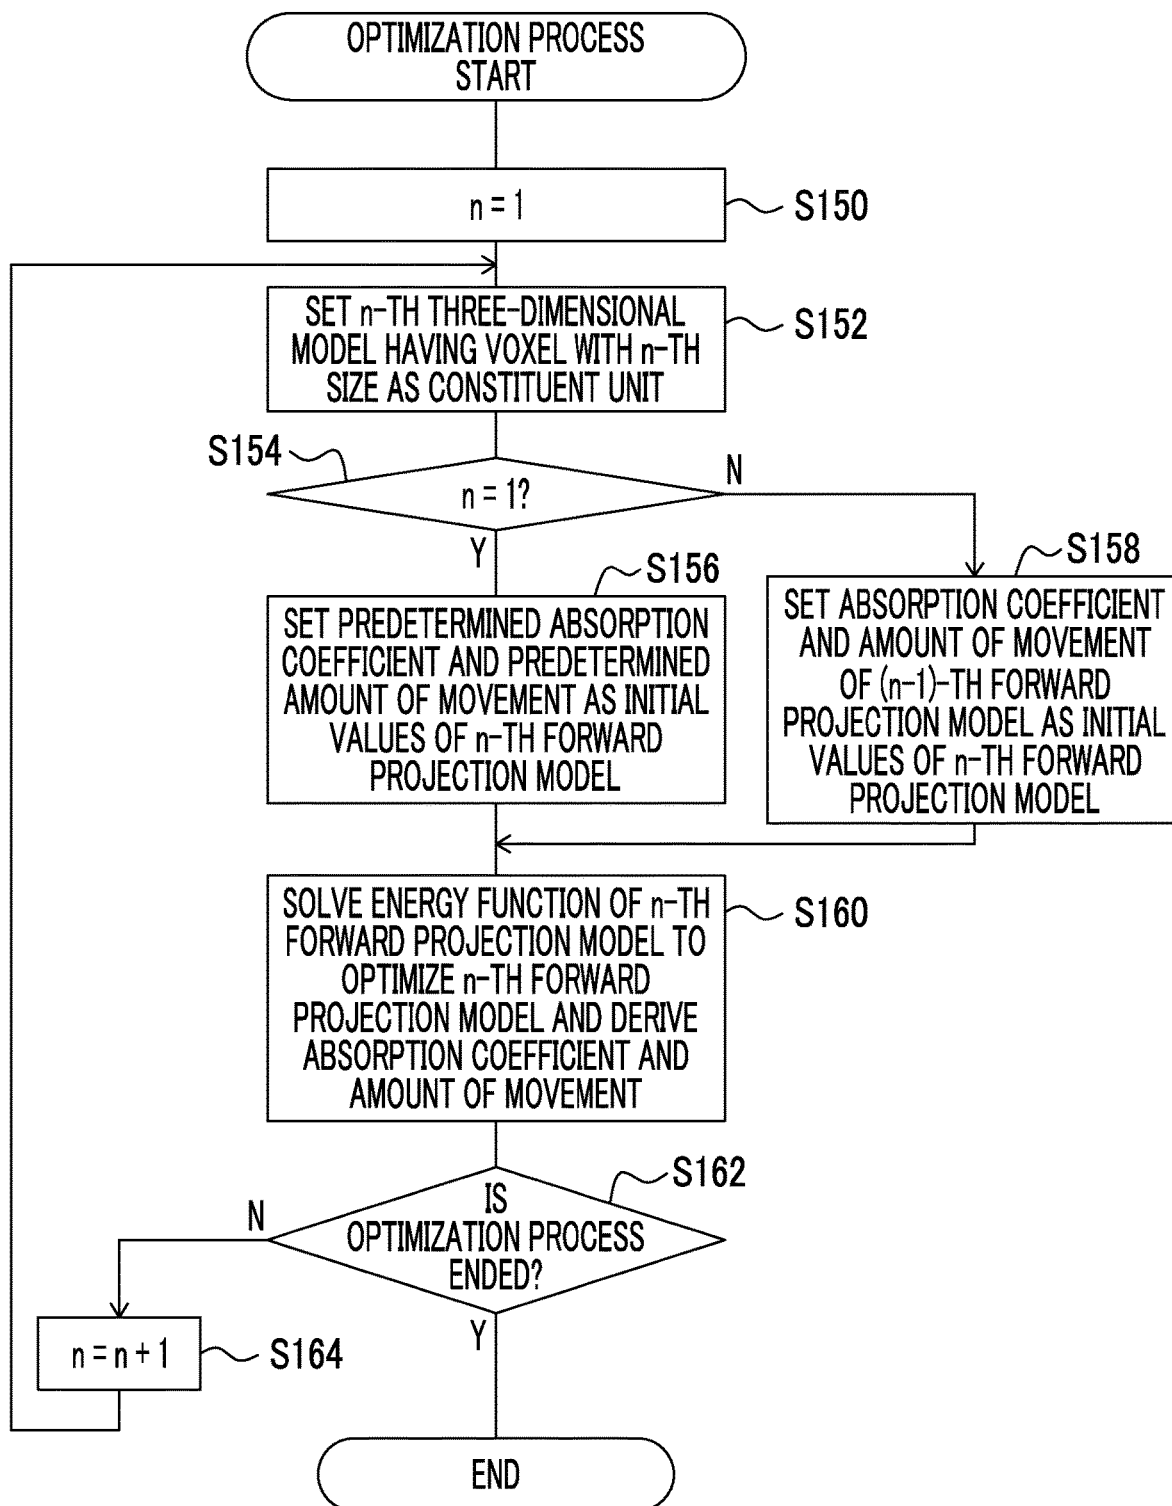 OPTIMIZATION PROCESS
START
n = 1
S150
SET n-TH THREE-DIMENSIONAL
MODEL HAVING VOXEL WITH n-TH
SIZE AS CONSTITUENT UNIT
S152
S154
n = 1?
N
Y
S156
SET PREDETERMINED ABSORPTION
COEFFICIENT AND PREDETERMINED
AMOUNT OF MOVEMENT AS INITIAL
VALUES OF n-TH FORWARD
PROJECTION MODEL
S158
SET ABSORPTION COEFFICIENT
AND AMOUNT OF MOVEMENT
OF (n-1)-TH FORWARD
PROJECTION MODEL AS INITIAL
VALUES OF n-TH FORWARD
PROJECTION MODEL
SOLVE ENERGY FUNCTION OF n-TH
FORWARD PROJECTION MODEL TO
OPTIMIZE n-TH FORWARD
PROJECTION MODEL AND DERIVE
ABSORPTION COEFFICIENT AND
AMOUNT OF MOVEMENT
S160
S162
IS
OPTIMIZATION PROCESS
ENDED?
N
Y
n = n + 1
S164
END